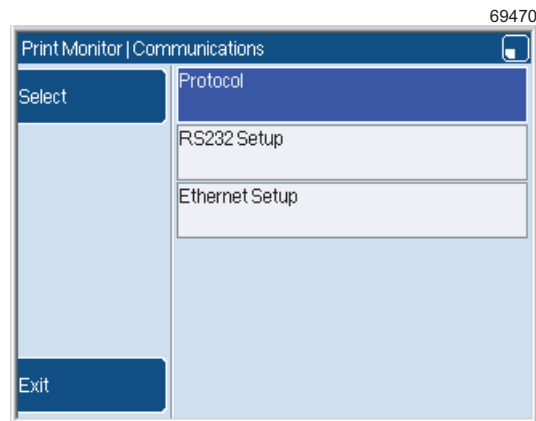 69470
Print Monitor | Communications
Select
Protocol
RS232 Setup
Ethernet Setup
Exit